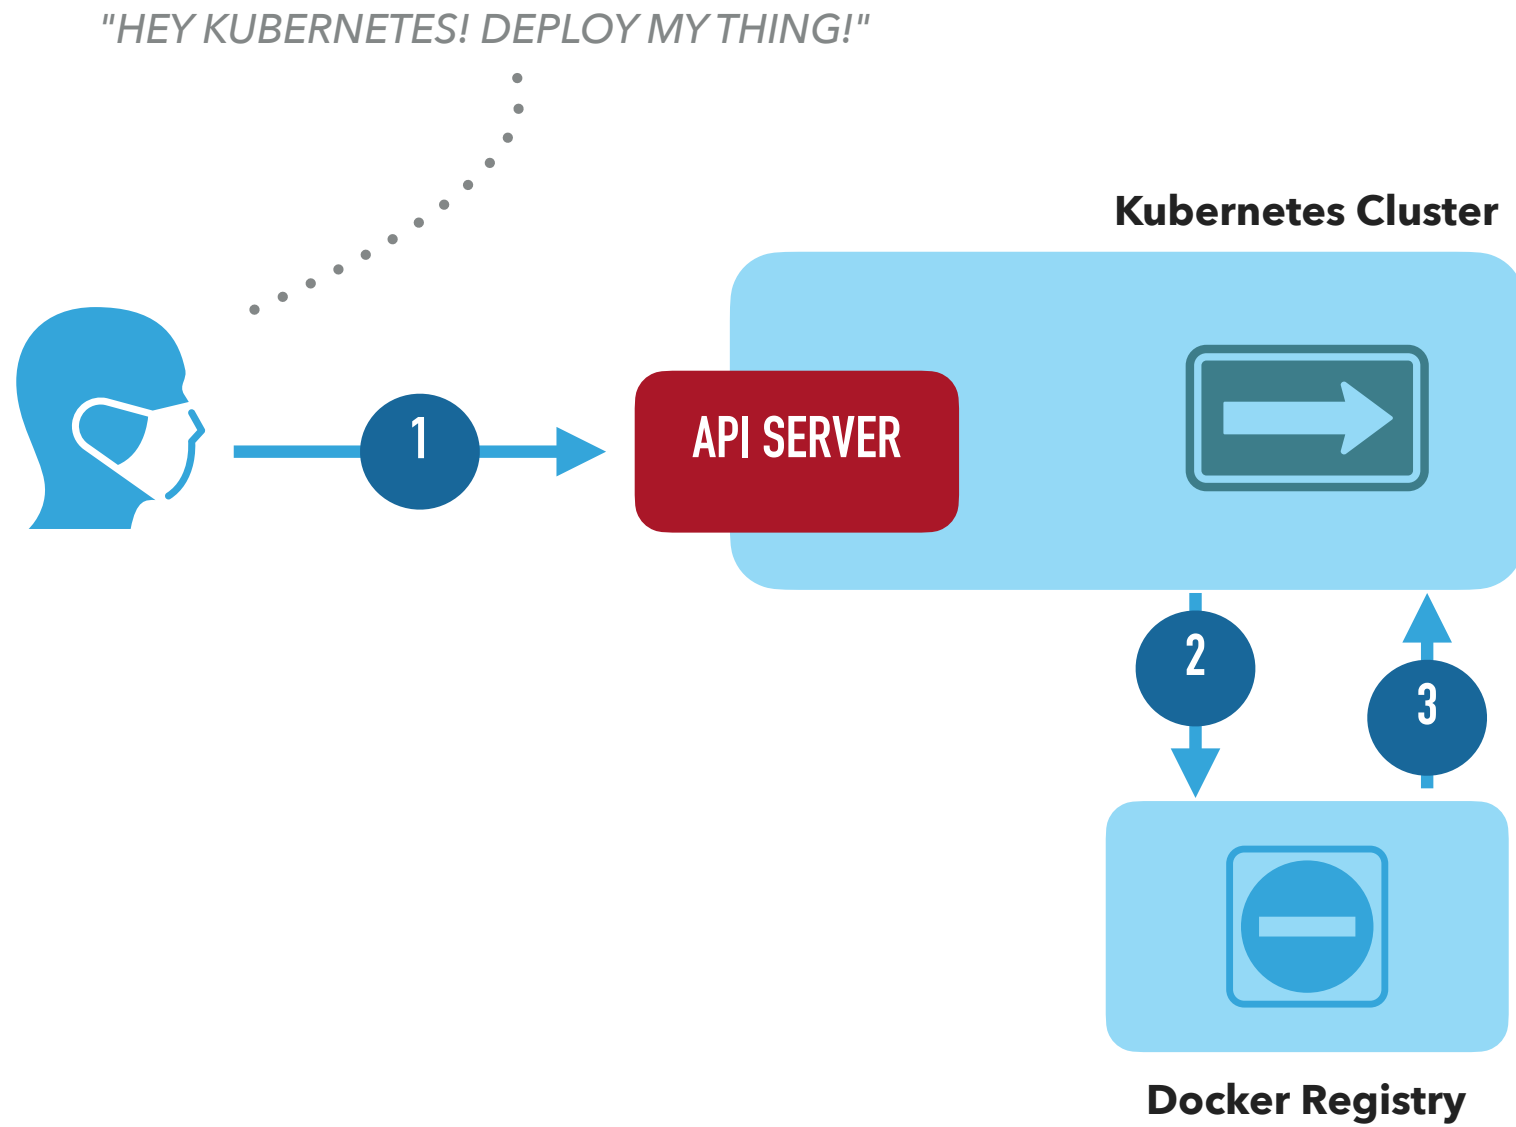 "HEY KUBERNETES! DEPLOY MY THING!"
Kubernetes Cluster
1
API SERVER
2
3
Docker Registry